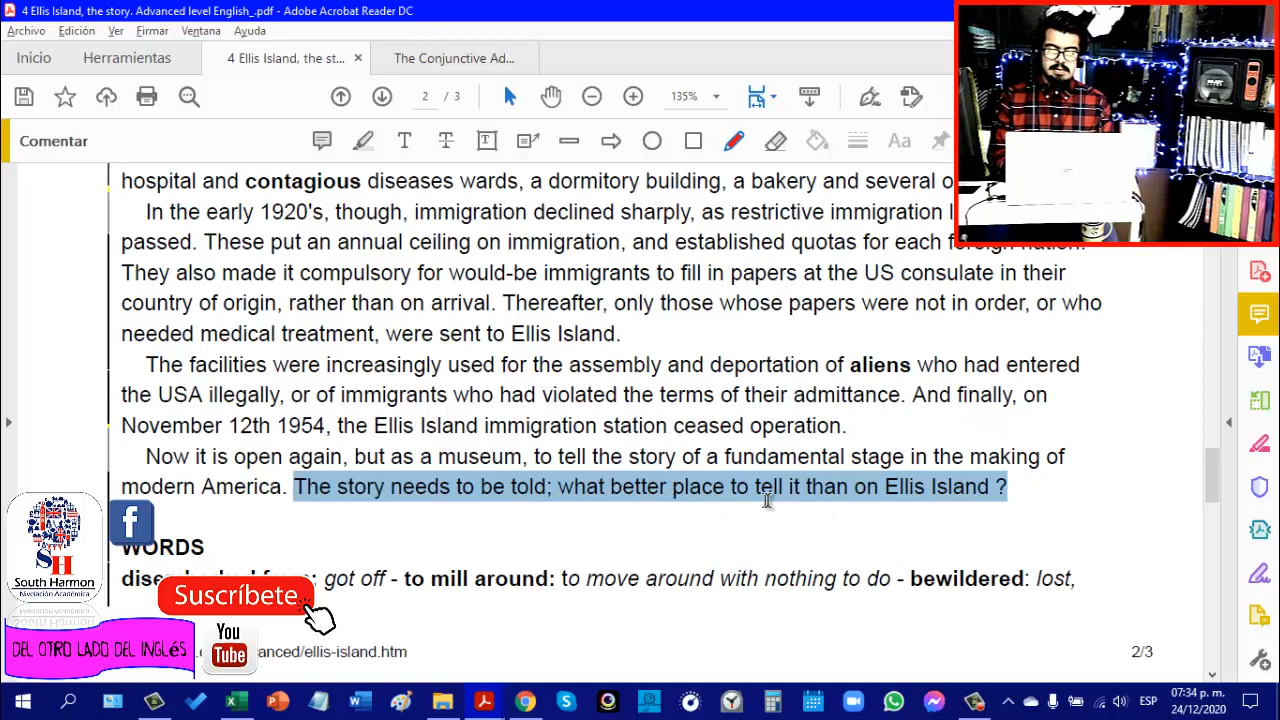 4 Ellis Island, the story. Advanced level English_.pdf - Adobe Acrobat Reader DC
Archivo Edición Ver Firmar Ventana Ayuda
Inicio Herramientas 4 Ellis Island, the st... × The Conjunctive Ad...
2 / 3 135%
Comentar
hospital and contagious diseases wards, a dormitory building, a bakery and several
In the early 1920's, though, immigration declined sharply, as restrictive immigration
passed. These put an annual ceiling on immigration, and established quotas for each foreign nation.
They also made it compulsory for would-be immigrants to fill in papers at the US consulate in their
country of origin, rather than on arrival. Thereafter, only those whose papers were not in order, or who
needed medical treatment, were sent to Ellis Island.
The facilities were increasingly used for the assembly and deportation of aliens who had entered
the USA illegally, or of immigrants who had violated the terms of their admittance. And finally, on
November 12th 1954, the Ellis Island immigration station ceased operation.
Now it is open again, but as a museum, to tell the story of a fundamental stage in the making of
modern America. The story needs to be told; what better place to tell it than on Ellis Island ?
WORDS
got off - to mill around: to move around with nothing to do - bewildered: lost,
SH
South Harmon
Nivelación Académica
Suscríbete
DEL OTRO LADO DEL INGLéS
You
Tube
/ellis-island.htm
2/3
ESP
07:34 p. m.
24/12/2020